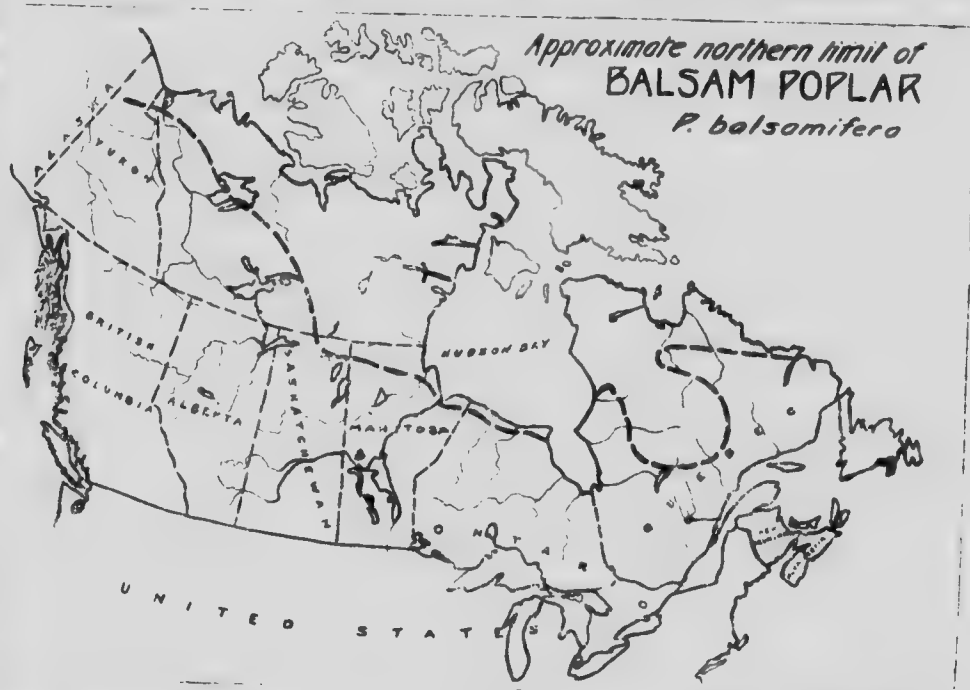 Approximate northern limit of
BALSAM POPLAR
P. balsamifera
ALASKA
YUKON
BRITISH
COLUMBIA
ALBERTA
SASKATCHEWAN
MANITOBA
HUDSON BAY
ONTARIO
QUEBEC
UNITED STATES